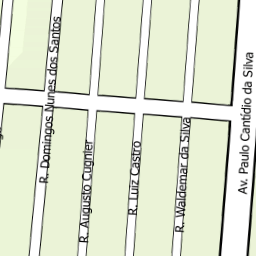 R. Domingos Nunes dos Santos
R. Augusto Cugnier
R. Luiz Castro
R. Waldemar da Silva
Av. Paulo Cantídio da Silva